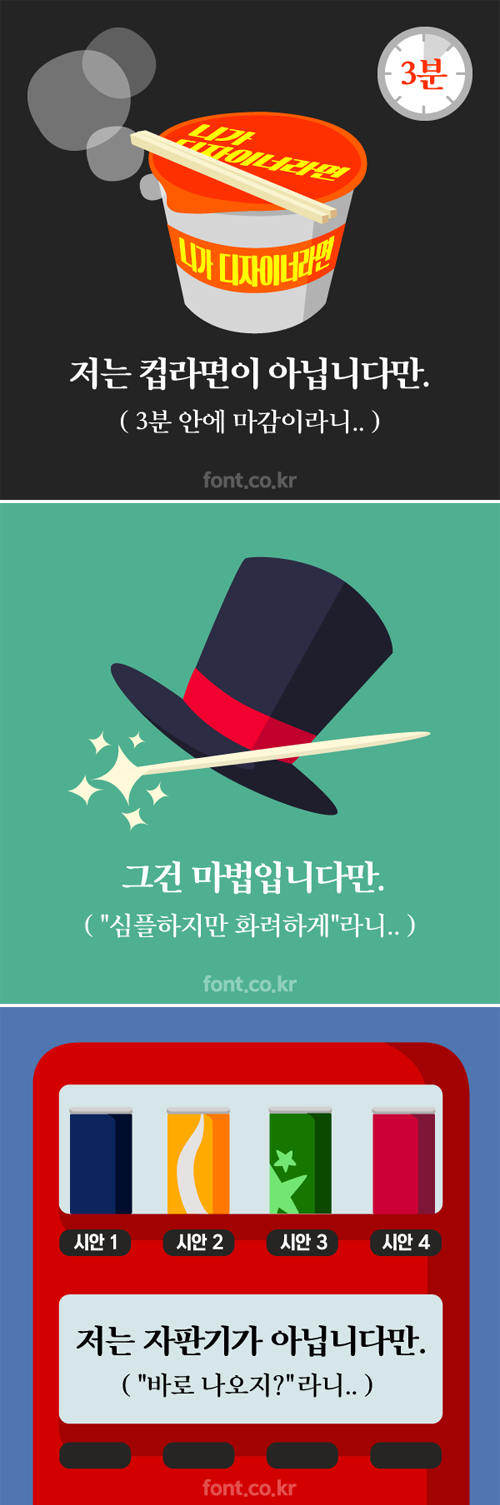 3분
니가
디자이너라면
니가 디자이너라면
저는 컵라면이 아닙니다만.
( 3분 안에 마감이라니.. )
font.co.kr
그건 마법입니다만.
( "심플하지만 화려하게"라니.. )
font.co.kr
시안 1 시안 2 시안 3 시안 4
저는 자판기가 아닙니다만.
( "바로 나오지?"라니.. )
font.co.kr